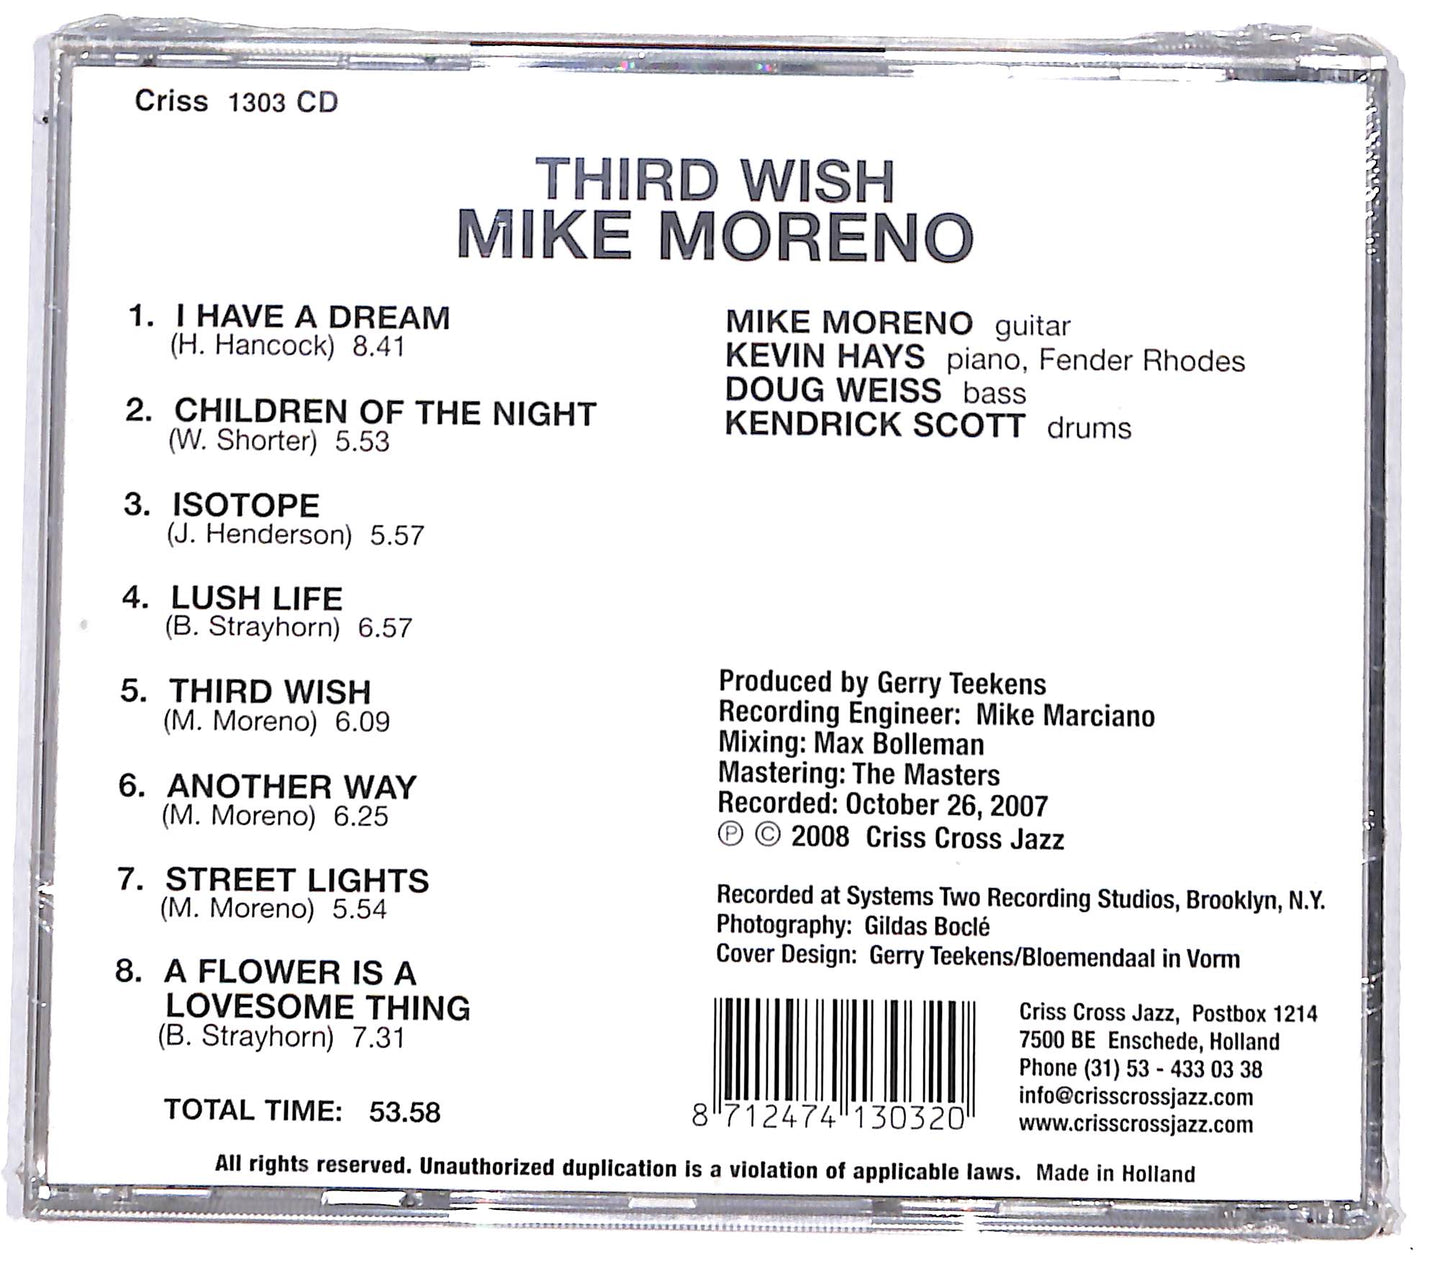 Criss 1303 CD
THIRD WISH
MIKE MORENO
1. I HAVE A DREAM
(H. Hancock) 8.41
2. CHILDREN OF THE NIGHT
(W. Shorter) 5.53
3. ISOTOPE
(J. Henderson) 5.57
4. LUSH LIFE
(B. Strayhorn) 6.57
5. THIRD WISH
(M. Moreno) 6.09
6. ANOTHER WAY
(M. Moreno) 6.25
7. STREET LIGHTS
(M. Moreno) 5.54
8. A FLOWER IS A
LOVESOME THING
(B. Strayhorn) 7.31
TOTAL TIME: 53.58
MIKE MORENO guitar
KEVIN HAYS piano, Fender Rhodes
DOUG WEISS bass
KENDRICK SCOTT drums
Produced by Gerry Teekens
Recording Engineer: Mike Marciano
Mixing: Max Bolleman
Mastering: The Masters
Recorded: October 26, 2007
Ⓟ © 2008 Criss Cross Jazz
Recorded at Systems Two Recording Studios, Brooklyn, N.Y.
Photography: Gildas Boclé
Cover Design: Gerry Teekens/Bloemendaal in Vorm
8 712474 130320
Criss Cross Jazz, Postbox 1214
7500 BE Enschede, Holland
Phone (31) 53 - 433 03 38
info@crisscrossjazz.com
www.crisscrossjazz.com
All rights reserved. Unauthorized duplication is a violation of applicable laws. Made in Holland